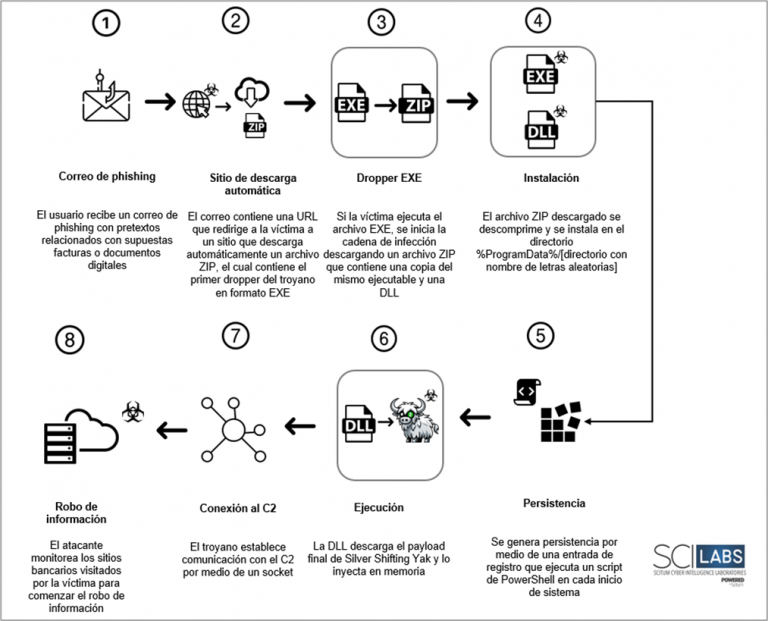 1
2
3
4
ZIP
EXE
ZIP
EXE
DLL
Correo de phishing
El usuario recibe un correo de
phishing con pretextos
relacionados con supuestas
facturas o documentos
digitales
Sitio de descarga
automática
El correo contiene una URL
que redirige a la víctima a
un sitio que descarga
automáticamente un archivo
ZIP, el cual contiene el
primer dropper del troyano
en formato EXE
Dropper EXE
Si la víctima ejecuta el
archivo EXE, se inicia la
cadena de infección
descargando un archivo ZIP
que contiene una copia del
mismo ejecutable y una
DLL
Instalación
El archivo ZIP descargado se
descomprime y se instala en el
directorio
%ProgramData%/[directorio con
nombre de letras aleatorias]
8
7
6
5
DLL
Robo de
información
El atacante
monitorea los sitios
bancarios visitados
por la víctima para
comenzar el robo de
información
Conexión al C2
El troyano establece
comunicación con el C2
por medio de un socket
Ejecución
La DLL descarga el payload
final de Silver Shifting Yak y lo
inyecta en memoria
Persistencia
Se genera persistencia por
medio de una entrada de
registro que ejecuta un script
de PowerShell en cada inicio
de sistema
SCILABS
SCITUM CYBER INTELLIGENCE LABORATORIES
POWERED